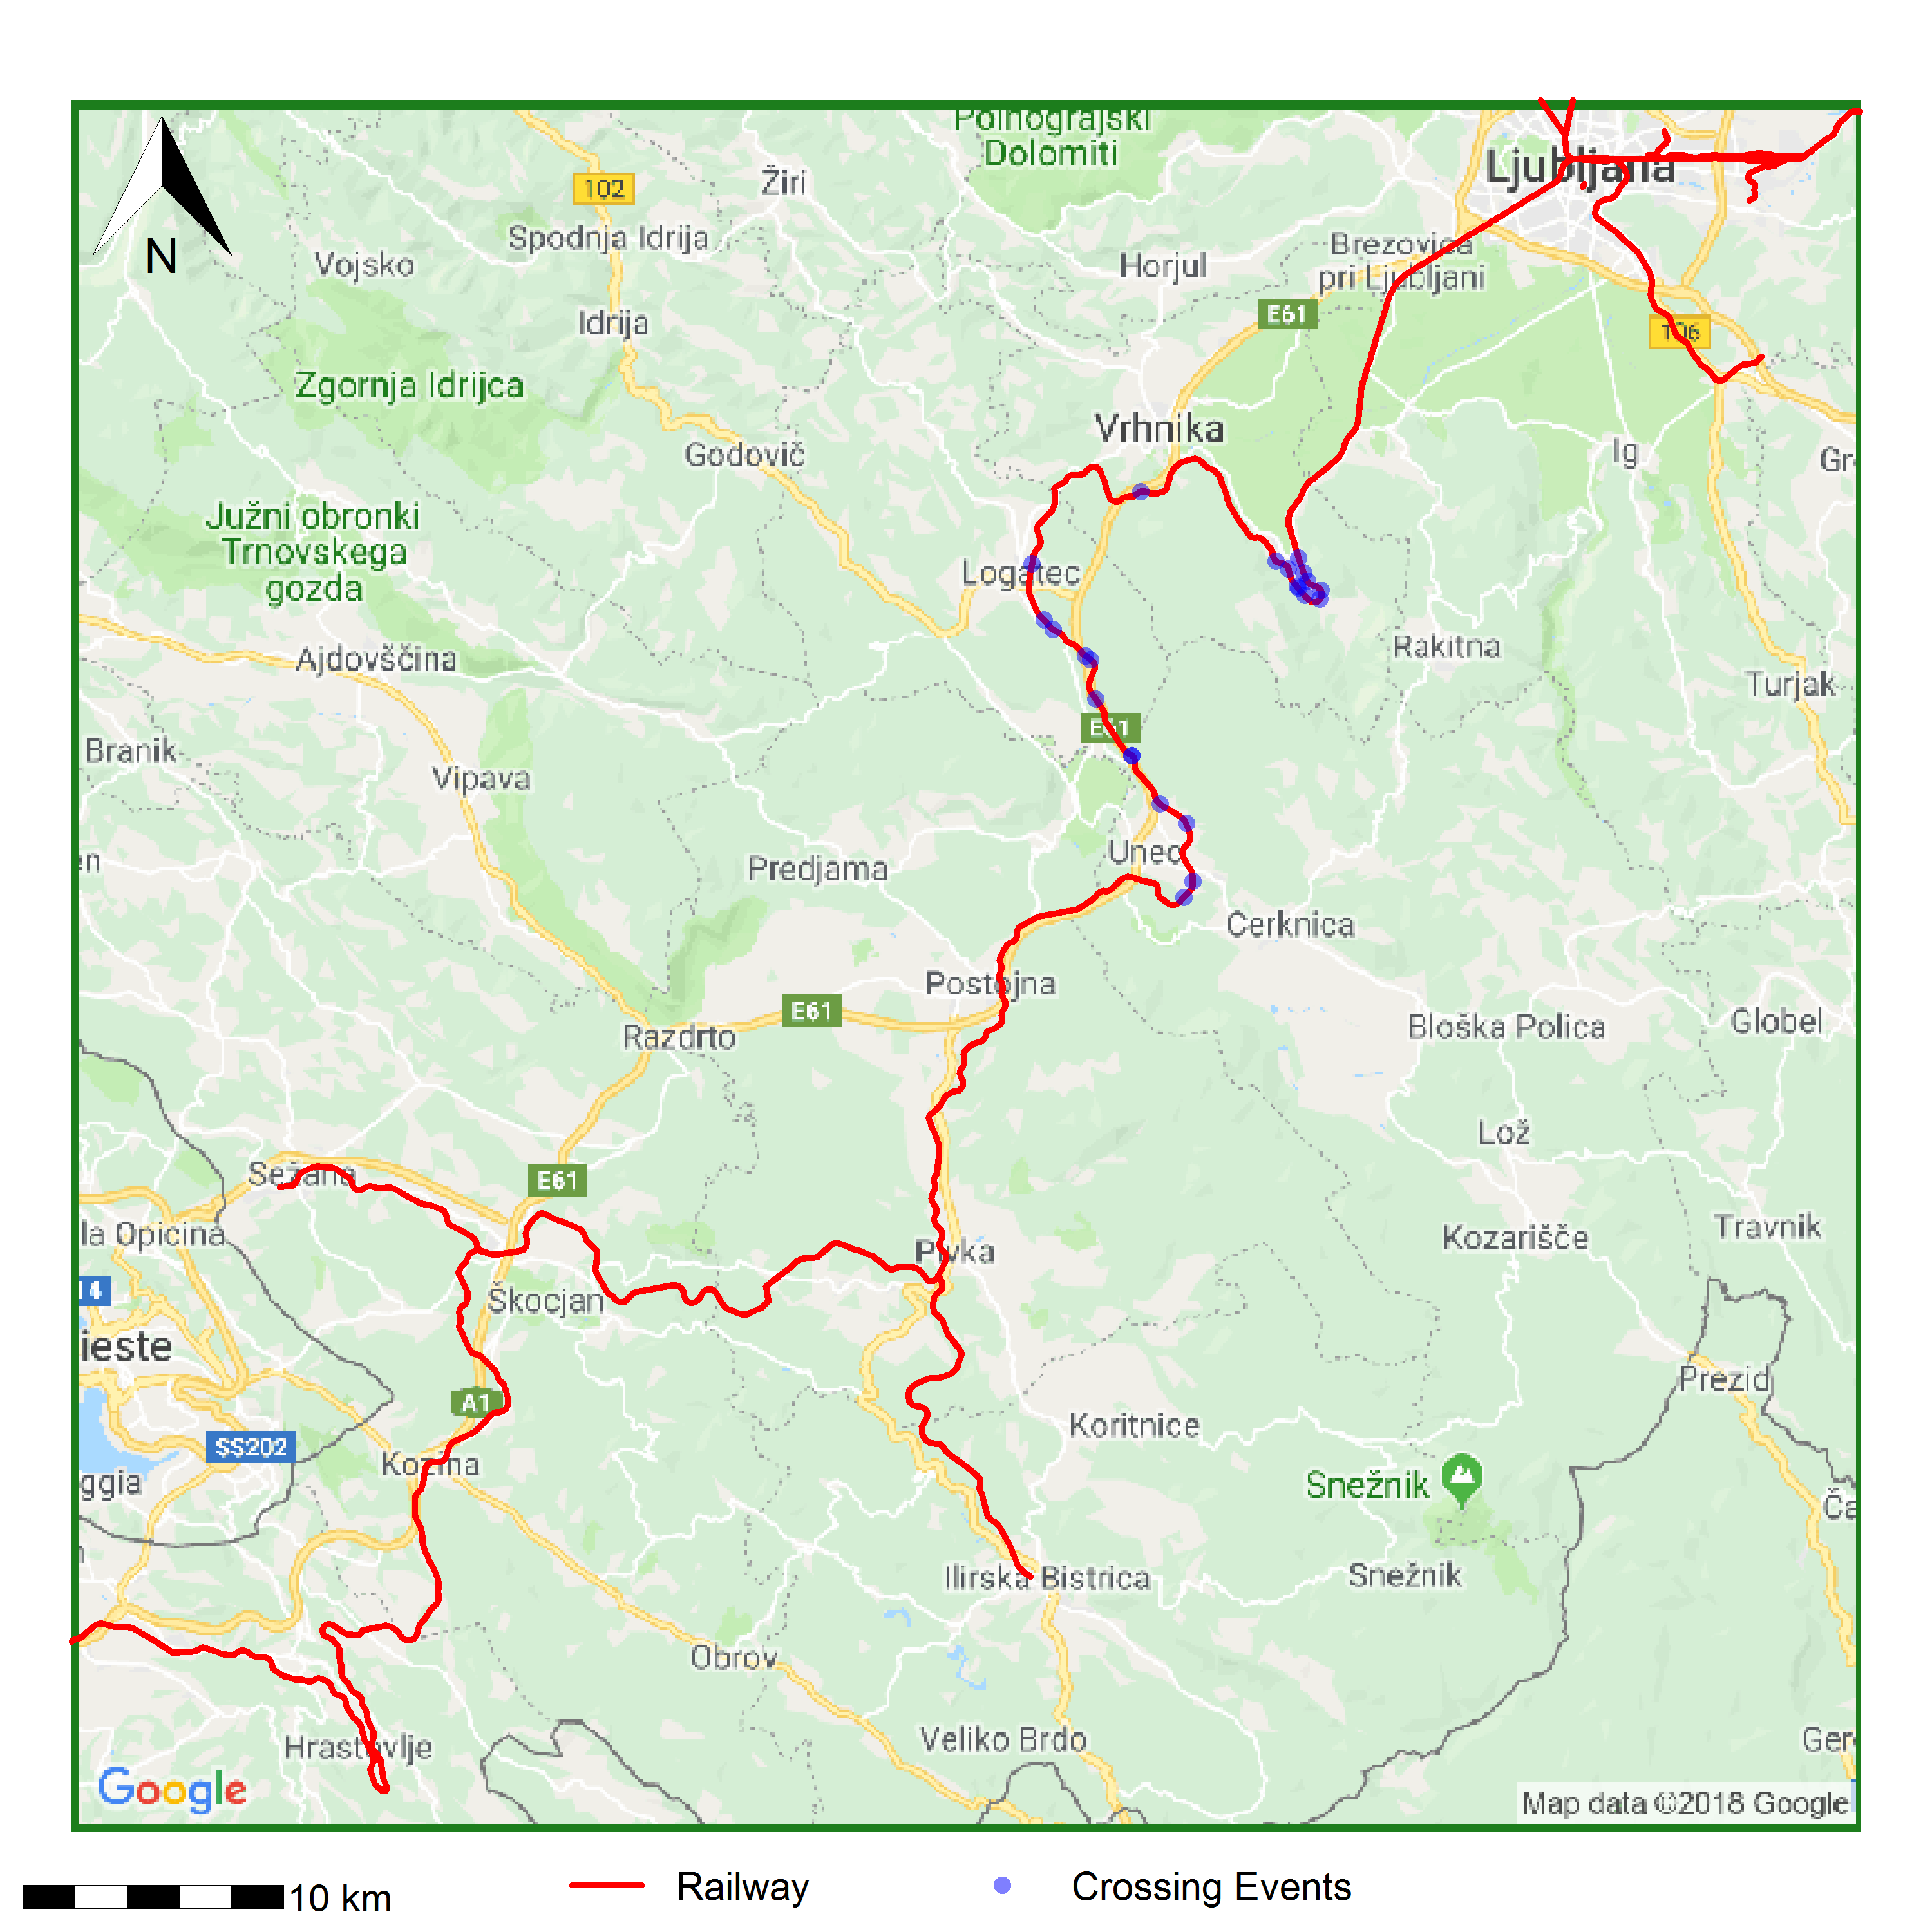 Polhograjski
Dolomiti
Ljubljana
102
Žiri
Spodnja Idrija
Vojsko
N
Horjul
Brezovica
pri Ljubljani
E61
Idrija
106
Zgornja Idrijca
Vrhnika
Godovič
Ig
Južni obronki
Trnovskega
gozda
Logatec
Ajdovščina
Rakitna
Turjak
E61
Branik
Vipava
Unec
Predjama
Cerknica
Postojna
E61
Razdrto
Bloška Polica
Globel
Lož
Sežana
E61
la Opicina
Pivka
Kozarišče
Travnik
14
Škocjan
ieste
Prezid
A1
Koritnice
SS202
Kozina
ggia
Snežnik
Ilirska Bistrica
Snežnik
Obrov
Hrastovlje
Veliko Brdo
Google
Map data ©2018 Google
10 km
Railway
Crossing Events